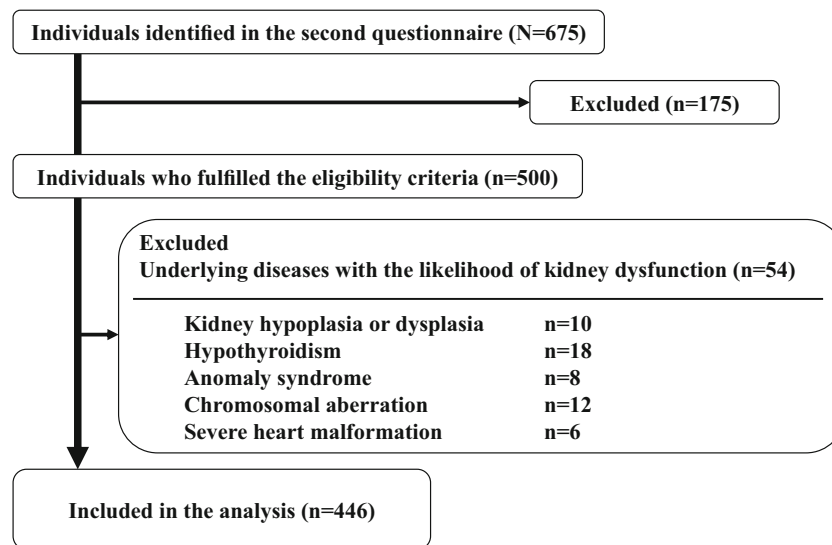 Individuals identified in the second questionnaire (N=675)
Excluded (n=175)
Individuals who fulfilled the eligibility criteria (n=500)
Excluded
Underlying diseases with the likelihood of kidney dysfunction (n=54)
Kidney hypoplasia or dysplasia n=10
Hypothyroidism n=18
Anomaly syndrome n=8
Chromosomal aberration n=12
Severe heart malformation n=6
Included in the analysis (n=446)